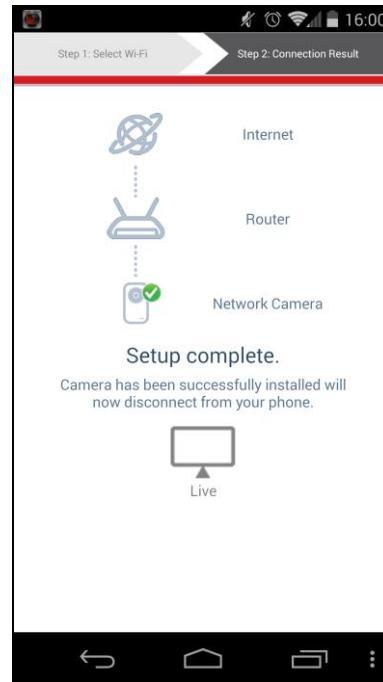 16:00
Step 1: Select Wi-Fi
Step 2: Connection Result
Internet
Router
Network Camera
Setup complete.
Camera has been successfully installed will
now disconnect from your phone.
Live